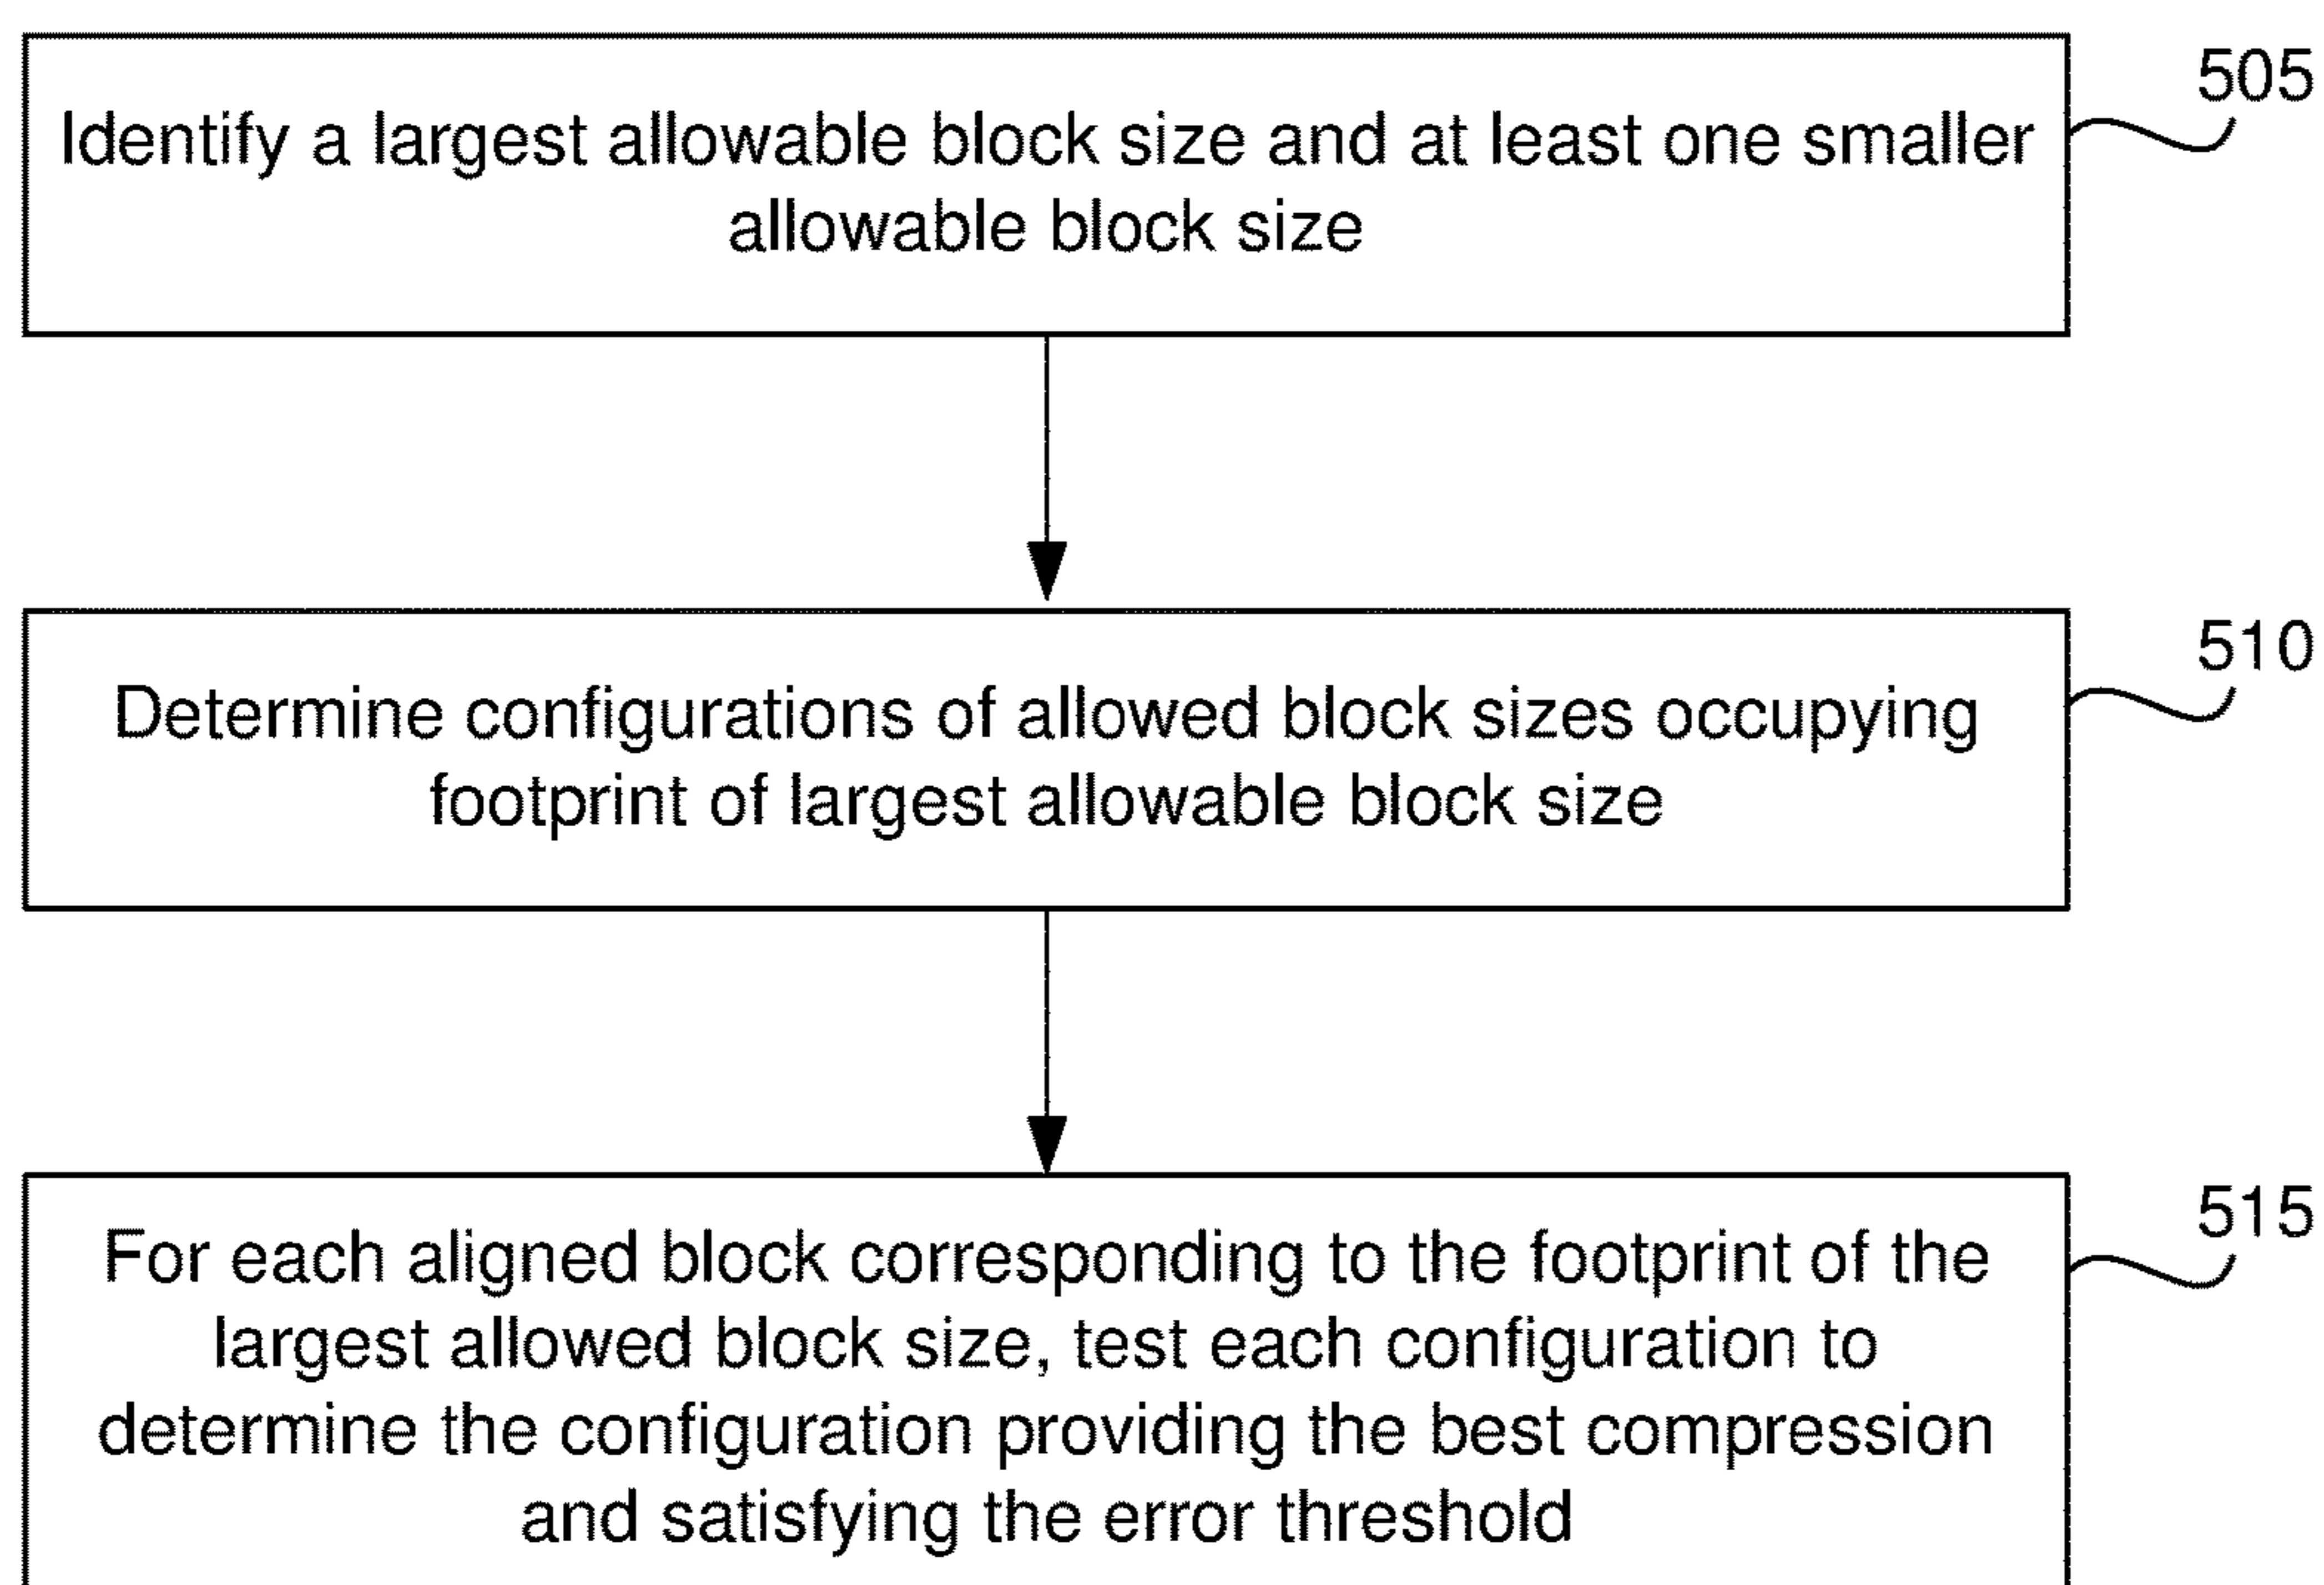 Identify a largest allowable block size and at least one smaller
allowable block size
505
Determine configurations of allowed block sizes occupying
footprint of largest allowable block size
510
For each aligned block corresponding to the footprint of the
largest allowed block size, test each configuration to
determine the configuration providing the best compression
and satisfying the error threshold
515